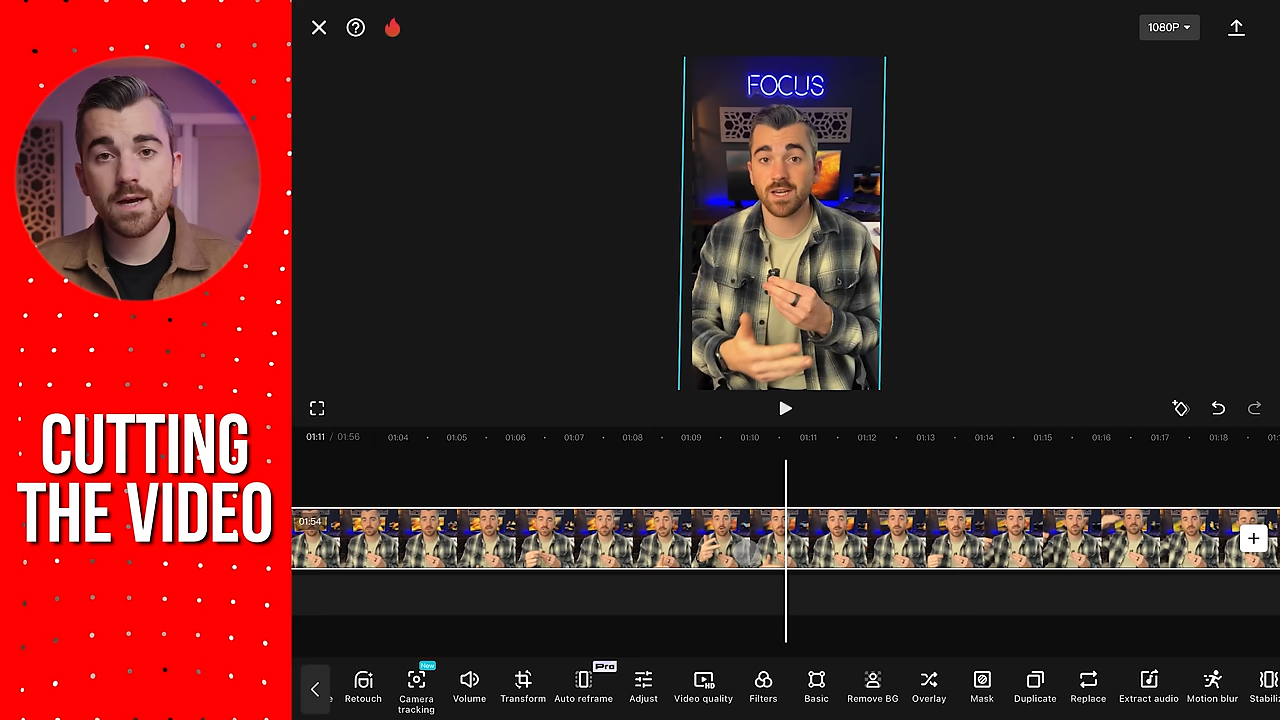 1080P
FOCUS
CUTTING
THE VIDEO
01:11 / 01:56
01:04 01:05 01:06 01:07 01:08 01:09 01:10 01:11 01:12 01:13 01:14 01:15 01:16 01:17 01:18
01:54
New
Pro
HD
Retouch Camera tracking Volume Transform Auto reframe Adjust Video quality Filters Basic Remove BG Overlay Mask Duplicate Replace Extract audio Motion blur